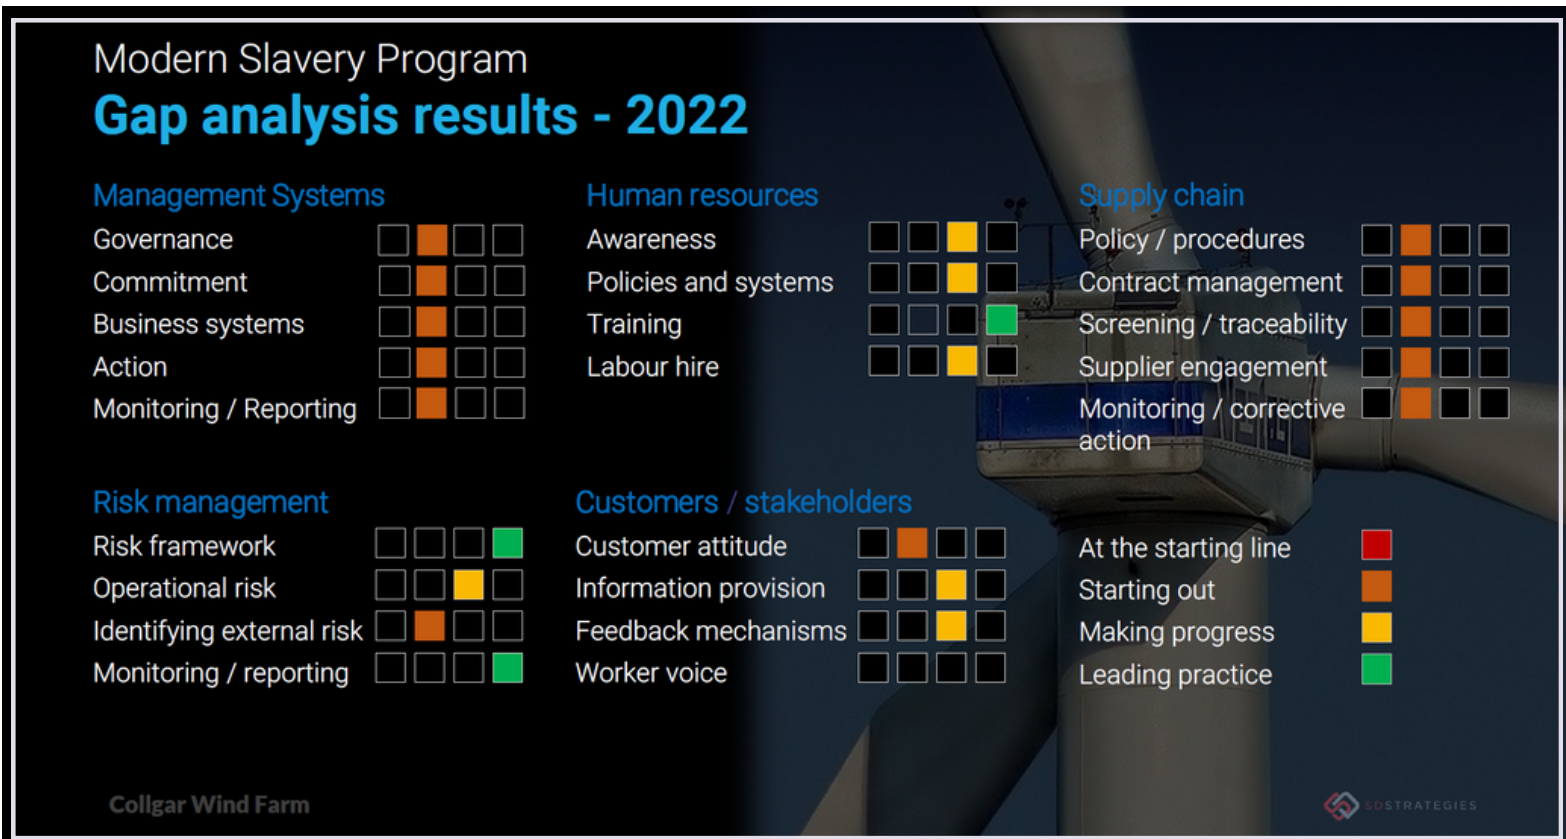 Modern Slavery Program
Gap analysis results - 2022
Management Systems
Governance
Commitment
Business systems
Action
Monitoring / Reporting
Human resources
Awareness
Policies and systems
Training
Labour hire
Supply chain
Policy / procedures
Contract management
Screening / traceability
Supplier engagement
Monitoring / corrective
action
Risk management
Risk framework
Operational risk
Identifying external risk
Monitoring / reporting
Customers / stakeholders
Customer attitude
Information provision
Feedback mechanisms
Worker voice
At the starting line
Starting out
Making progress
Leading practice
Collgar Wind Farm
SDSTRATEGIES